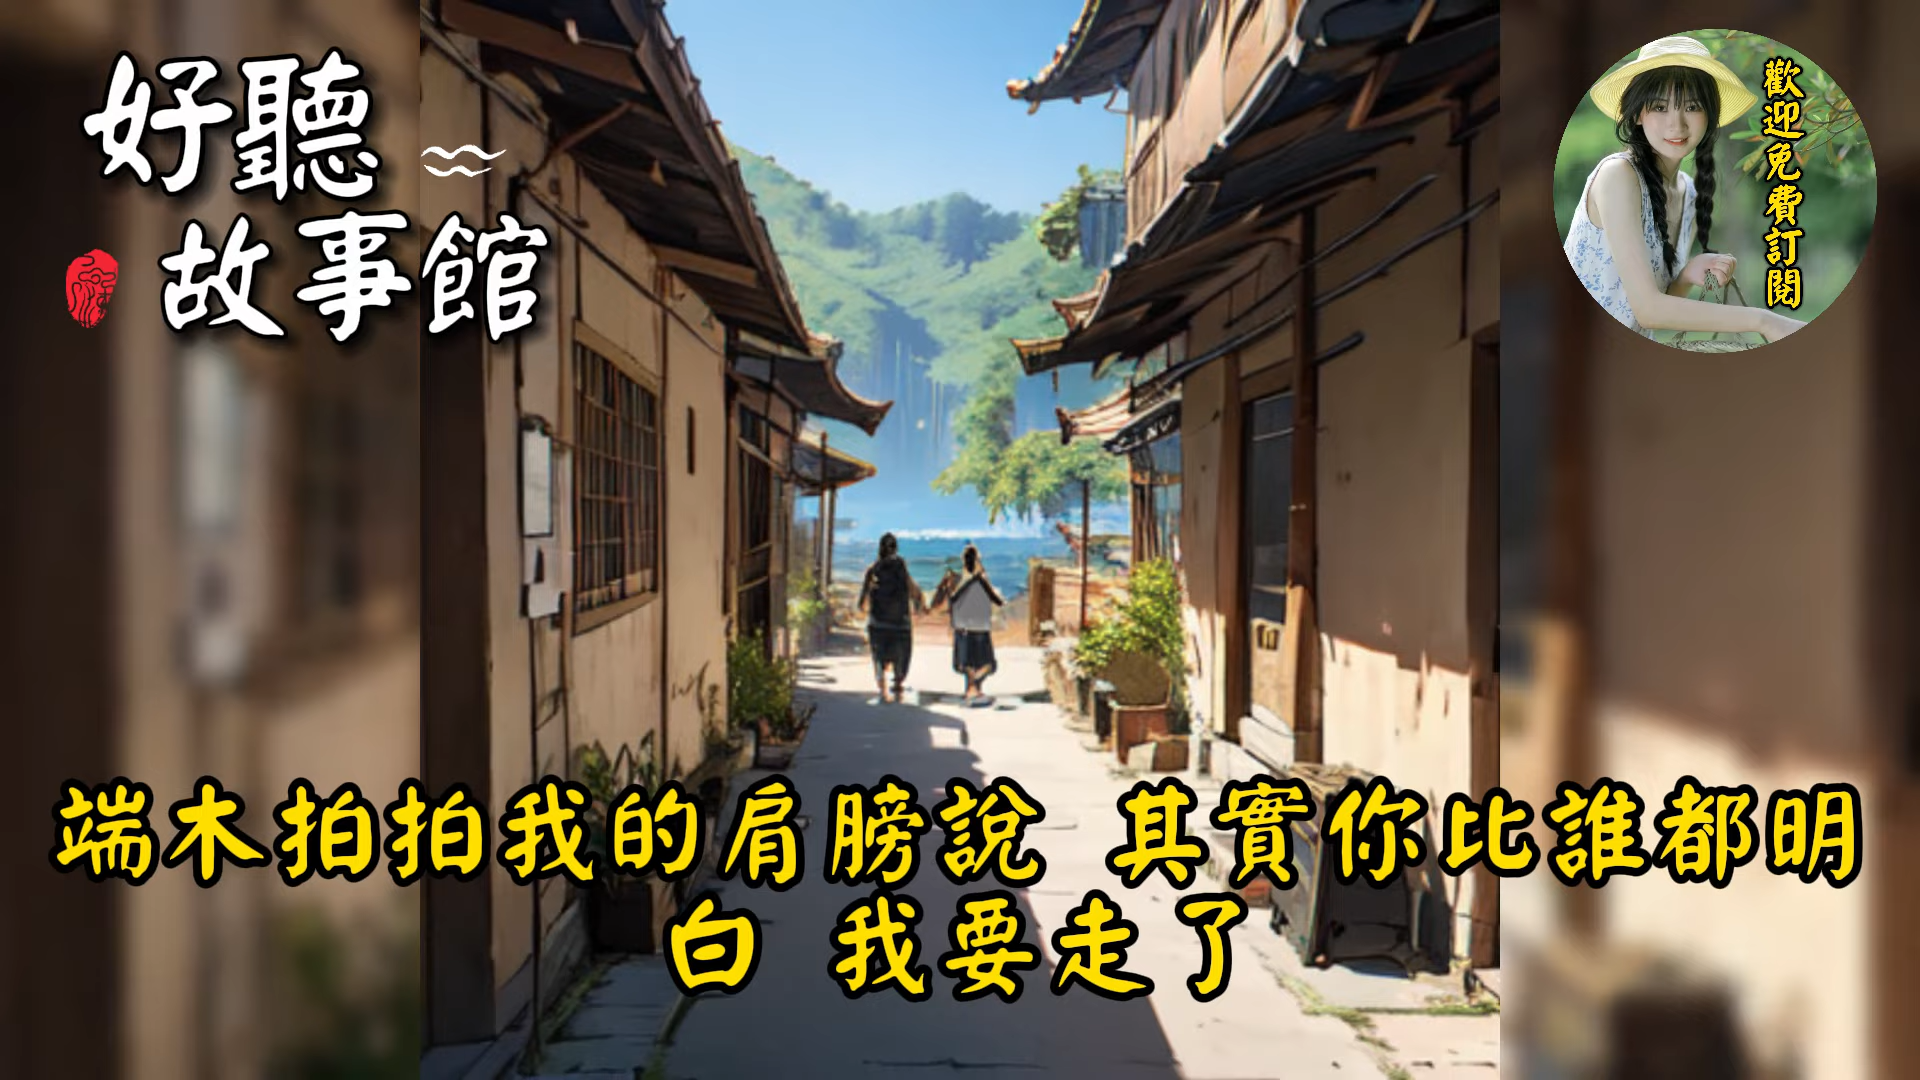 好聽
故事館
歡迎免費訂閱
端木拍拍我的肩膀說 其實你比誰都明
白 我要走了